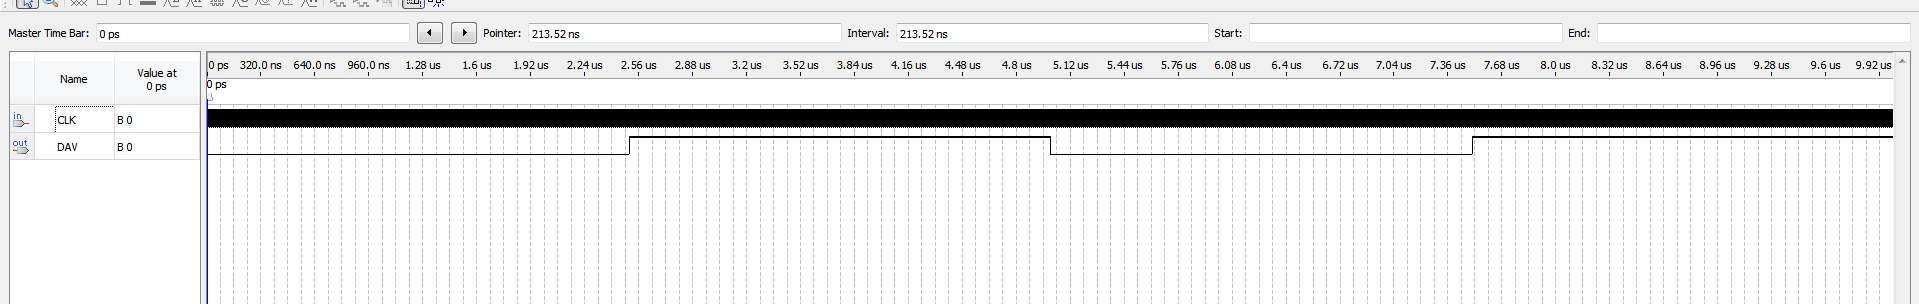 Master Time Bar: 0 ps Pointer: 213.52 ns Interval: 213.52 ns Start: End:
Name Value at 0 ps
0 ps 320.0 ns 640.0 ns 960.0 ns 1.28 us 1.6 us 1.92 us 2.24 us 2.56 us 2.88 us 3.2 us 3.52 us 3.84 us 4.16 us 4.48 us 4.8 us 5.12 us 5.44 us 5.76 us 6.08 us 6.4 us 6.72 us 7.04 us 7.36 us 7.68 us 8.0 us 8.32 us 8.64 us 8.96 us 9.28 us 9.6 us 9.92 us
0 ps
in CLK B 0
out DAV B 0